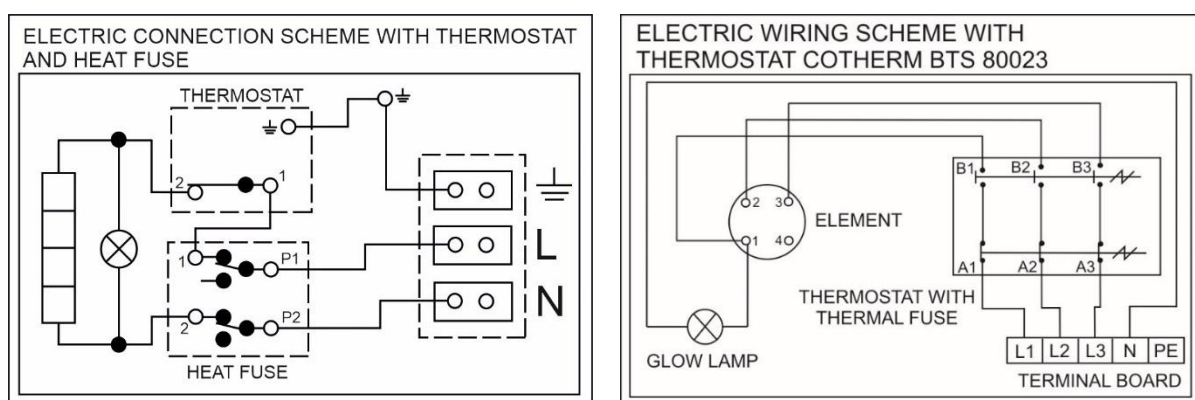 ELECTRIC CONNECTION SCHEME WITH THERMOSTAT
AND HEAT FUSE
THERMOSTAT
2
1
1
P1
L
2
P2
N
HEAT FUSE
ELECTRIC WIRING SCHEME WITH
THERMOSTAT COTHERM BTS 80023
B1 B2 B3
2 3
ELEMENT
1 4
A1 A2 A3
THERMOSTAT WITH
THERMAL FUSE
GLOW LAMP
L1 L2 L3 N PE
TERMINAL BOARD